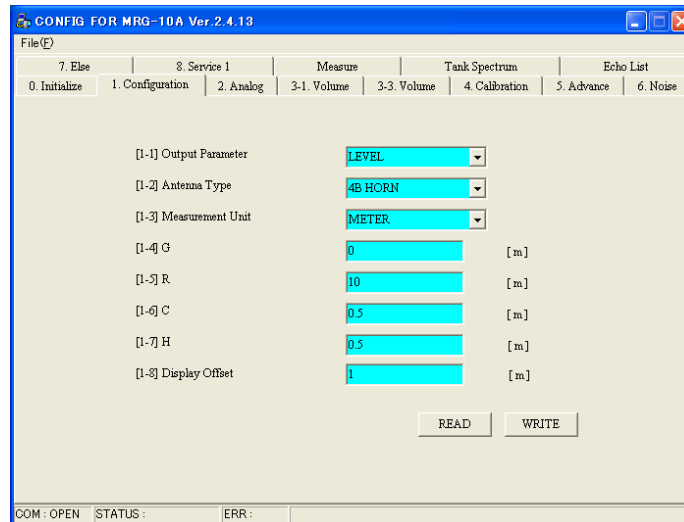 CONFIG FOR MRG-10A Ver.2.4.13
File(F)
7. Else 8. Service 1 Measure Tank Spectrum Echo List
0. Initialize 1. Configuration 2. Analog 3-1. Volume 3-3. Volume 4. Calibration 5. Advance 6. Noise
[1-1] Output Parameter LEVEL
[1-2] Antenna Type 4B HORN
[1-3] Measurement Unit METER
[1-4] G 0 [m]
[1-5] R 10 [m]
[1-6] C 0.5 [m]
[1-7] H 0.5 [m]
[1-8] Display Offset 1 [m]
READ WRITE
COM : OPEN STATUS : ERR :